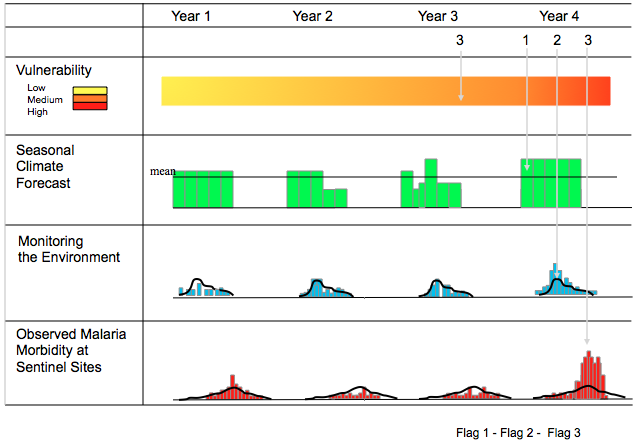 Year 1 Year 2 Year 3 Year 4
3 1 2 3
Vulnerability
Low
Medium
High
Seasonal
Climate
Forecast
mean
Monitoring
the Environment
Observed Malaria
Morbidity at
Sentinel Sites
Flag 1 - Flag 2 - Flag 3